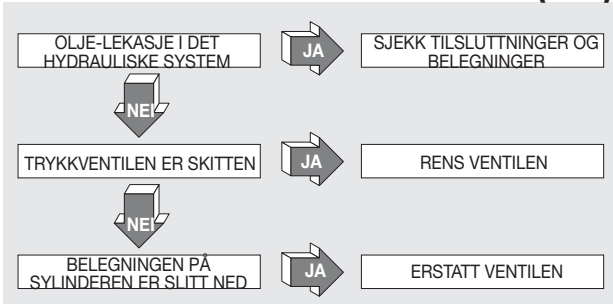 OLJE-LEKASJE I DET
HYDRAULISKE SYSTEM
JA
SJEKK TILSLUTTNINGER OG
BELEGNINGER
NEI
TRYKKVENTILEN ER SKITTEN
JA
RENS VENTILEN
NEI
BELEGNINGEN PÅ
SYLINDEREN ER SLITT NED
JA
ERSTATT VENTILEN